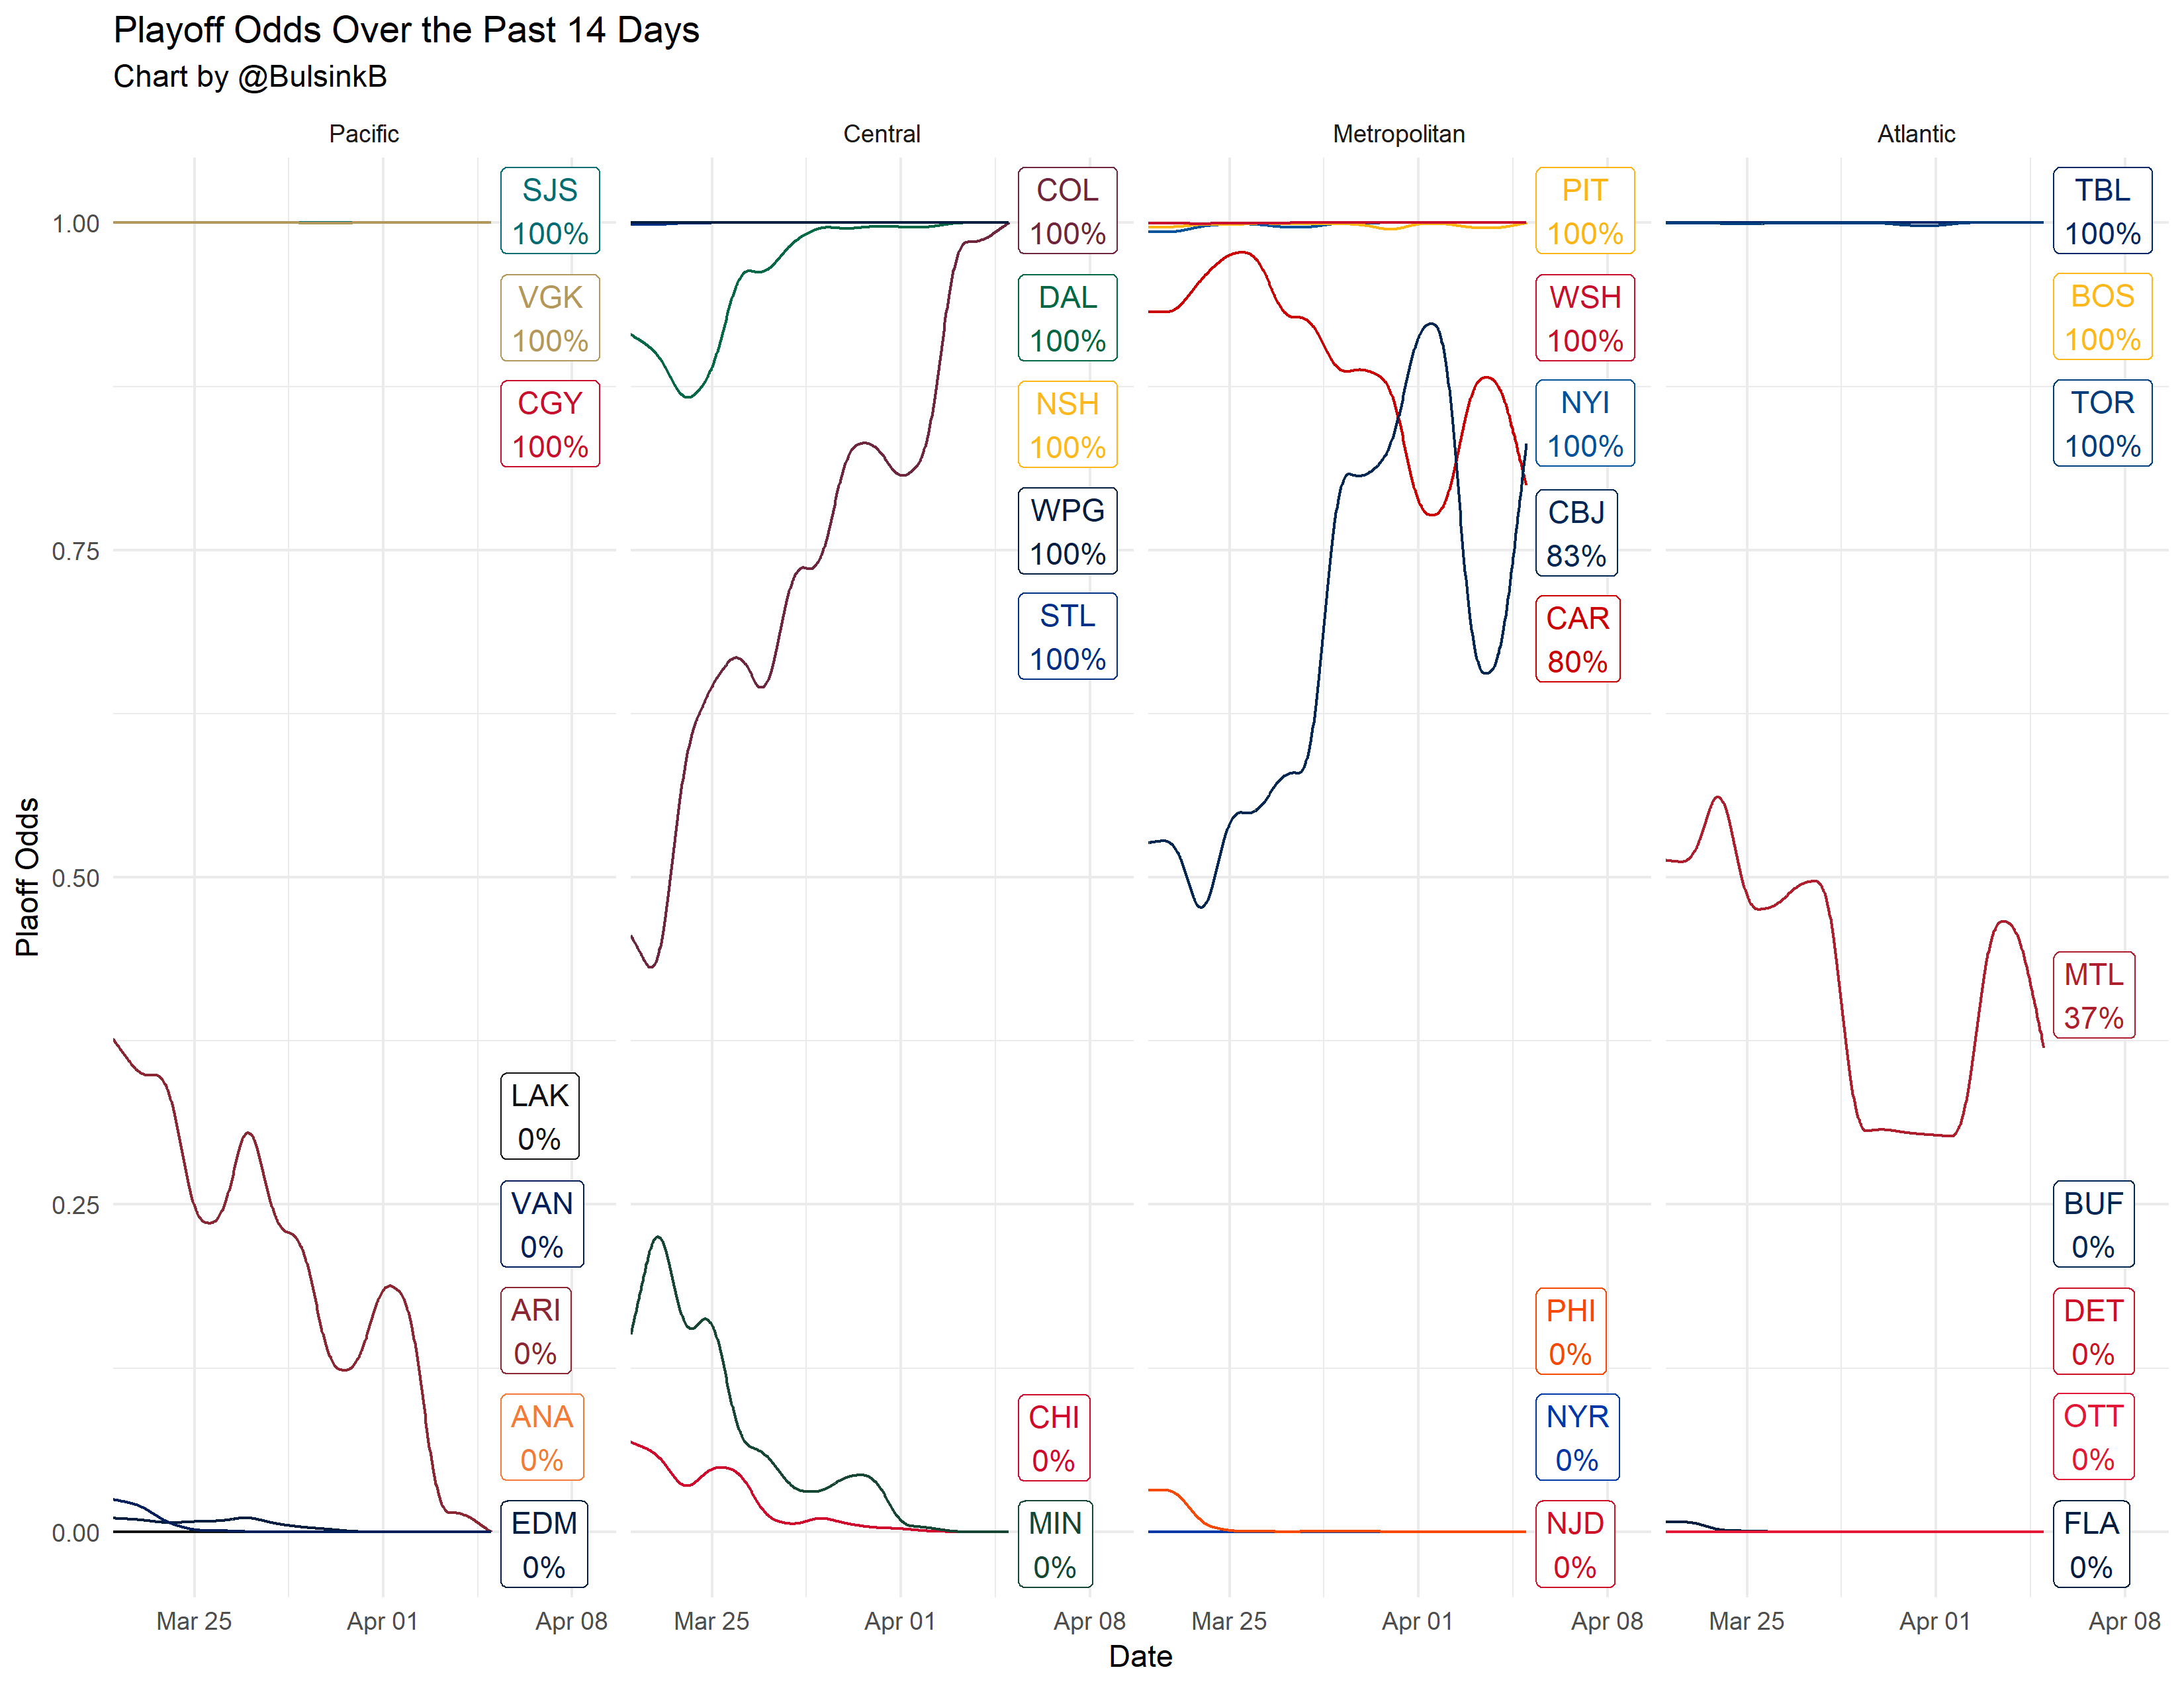 Playoff Odds Over the Past 14 Days
Chart by @BulsinkB
Pacific
Central
Metropolitan
Atlantic
Plaoff Odds
1.00
0.75
0.50
0.25
0.00
SJS
100%
VGK
100%
CGY
100%
LAK
0%
VAN
0%
ARI
0%
ANA
0%
EDM
0%
COL
100%
DAL
100%
NSH
100%
WPG
100%
STL
100%
CHI
0%
MIN
0%
PIT
100%
WSH
100%
NYI
100%
CBJ
83%
CAR
80%
PHI
0%
NYR
0%
NJD
0%
TBL
100%
BOS
100%
TOR
100%
MTL
37%
BUF
0%
DET
0%
OTT
0%
FLA
0%
Mar 25 Apr 01 Apr 08 Mar 25 Apr 01 Apr 08 Mar 25 Apr 01 Apr 08 Mar 25 Apr 01 Apr 08
Date